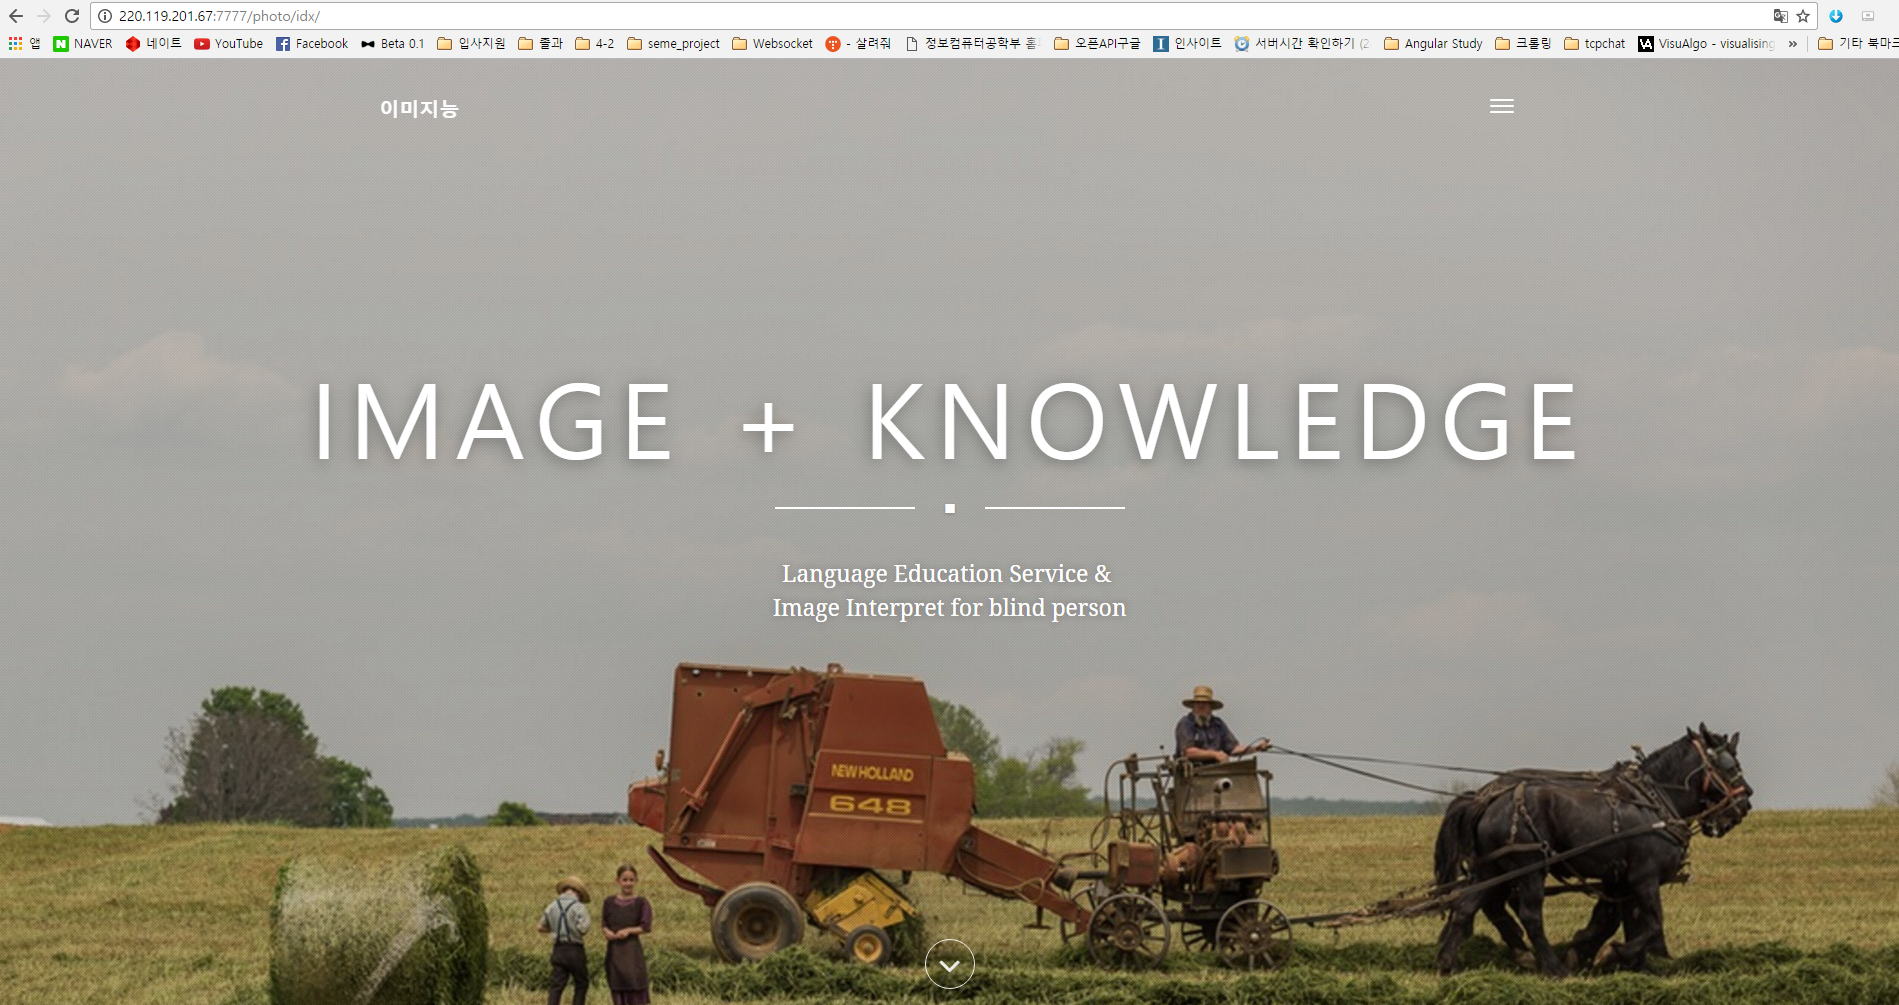 220.119.201.67:7777/photo/idx/
앱 NAVER 네이트 YouTube Facebook Beta 0.1 입사지원 졸과 4-2 seme_project Websocket - 살려줘 정보컴퓨터공학부 홈 오픈API구글 인사이트 서버시간 확인하기 (2 Angular Study 크롤링 tcpchat VisuAlgo - visualising » 기타 북마크
이미지능
IMAGE + KNOWLEDGE
Language Education Service &
Image Interpret for blind person
NEW HOLLAND
648